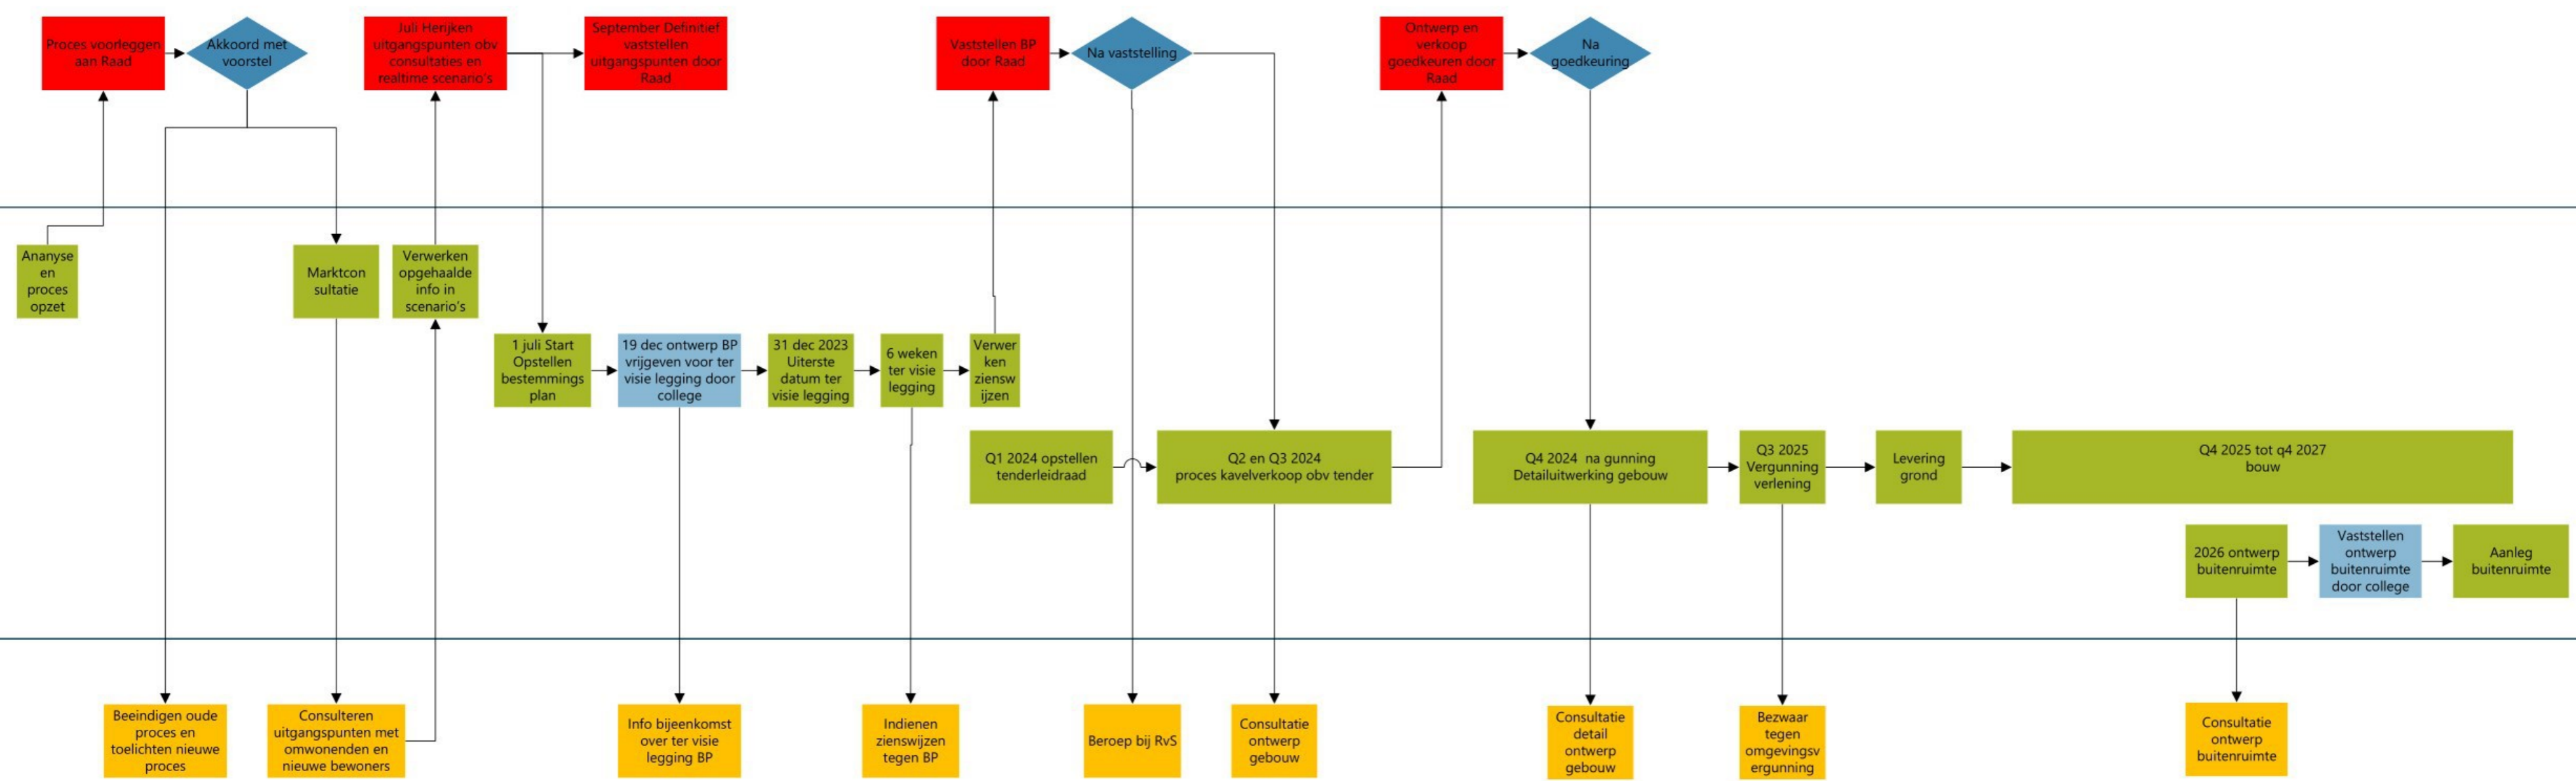 Proces voorleggen
aan Raad
Akkoord met
voorstel
Juli Herijken
uitgangspunten obv
consultaties en
realtime scenario's
September Definitief
vaststellen
uitgangspunten door
Raad
Vaststellen BP
door Raad
Na vaststelling
Ontwerp en
verkoop
goedkeuren door
Raad
Na
goedkeuring
Ananyse
en
proces
opzet
Marktcon
sultatie
Verwerken
opgehaalde
info in
scenario's
1 juli Start
Opstellen
bestemmings
plan
19 dec ontwerp BP
vrijgeven voor ter
visie legging door
college
31 dec 2023
Uiterste
datum ter
visie legging
6 weken
ter visie
legging
Verwer
ken
ziensw
ijzen
Q1 2024 opstellen
tenderleidraad
Q2 en Q3 2024
proces kavelverkoop obv tender
Q4 2024 na gunning
Detailuitwerking gebouw
Q3 2025
Vergunning
verlening
Levering
grond
Q4 2025 tot q4 2027
bouw
2026 ontwerp
buitenruimte
Vaststellen
ontwerp
buitenruimte
door college
Aanleg
buitenruimte
Beeindigen oude
proces en
toelichten nieuwe
proces
Consulteren
uitgangspunten met
omwonenden en
nieuwe bewoners
Info bijeenkomst
over ter visie
legging BP
Indienen
zienswijzen
tegen BP
Beroep bij RvS
Consultatie
ontwerp
gebouw
Consultatie
detail
ontwerp
gebouw
Bezwaar
tegen
omgevingsv
ergunning
Consultatie
ontwerp
buitenruimte